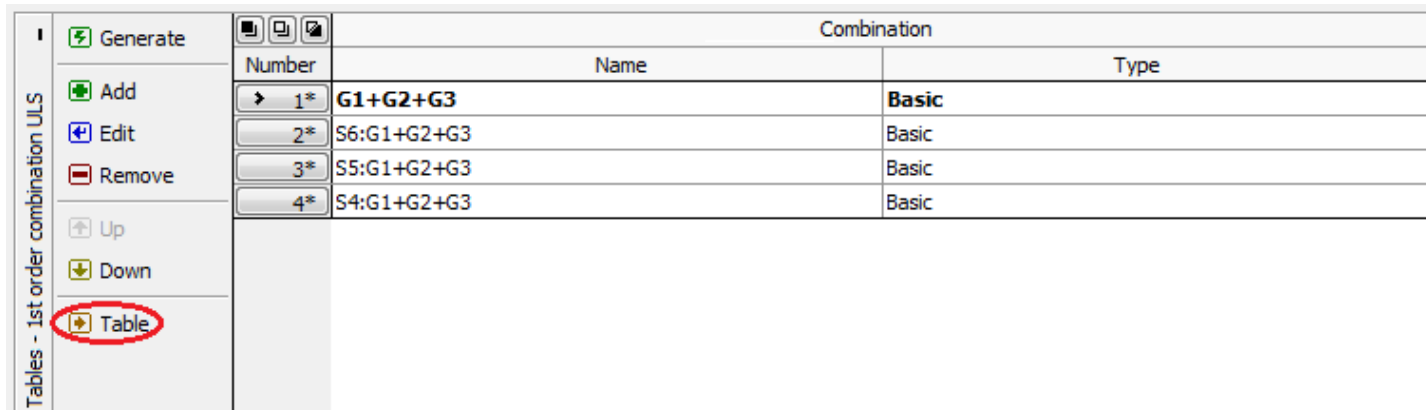 Tables - 1st order combination ULS
Generate
Add
Edit
Remove
Up
Down
Table
Combination
Number Name Type
1* G1+G2+G3 Basic
2* S6:G1+G2+G3 Basic
3* S5:G1+G2+G3 Basic
4* S4:G1+G2+G3 Basic